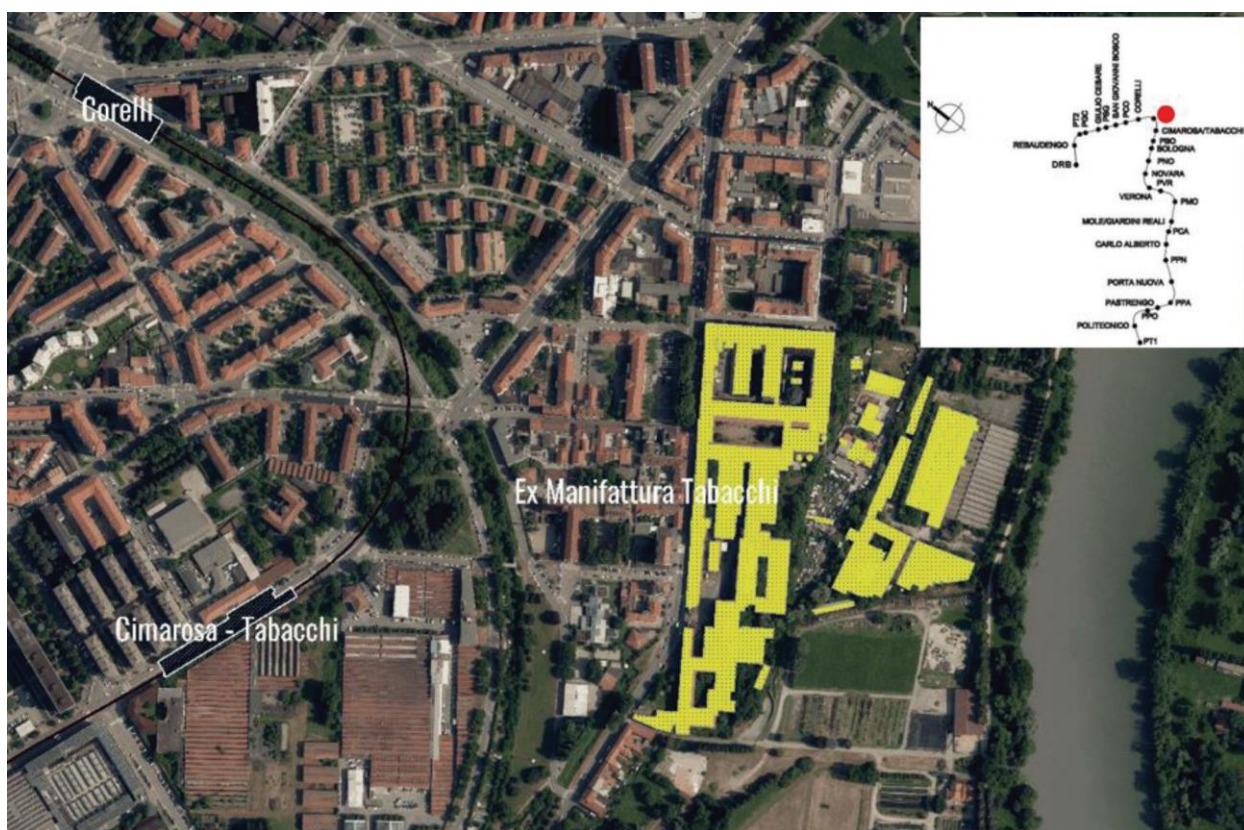 Corelli
Ex Manifattura Tabacchi
Cimarosa - Tabacchi
N
PT2
PGC
GIULIO CESARE
PSG
SAN GIOVANNI BOSCO
PCO
CORELLI
CIMAROSA/TABACCHI
REBAUDENGO
PBO
BOLOGNA
DRB
PNO
NOVARA
PVR
VERONA
PMO
MOLE/GIARDINI REALI
PCA
CARLO ALBERTO
PPN
PORTA NUOVA
PASTRENGO
PPA
PPO
POLITECNICO
PT1